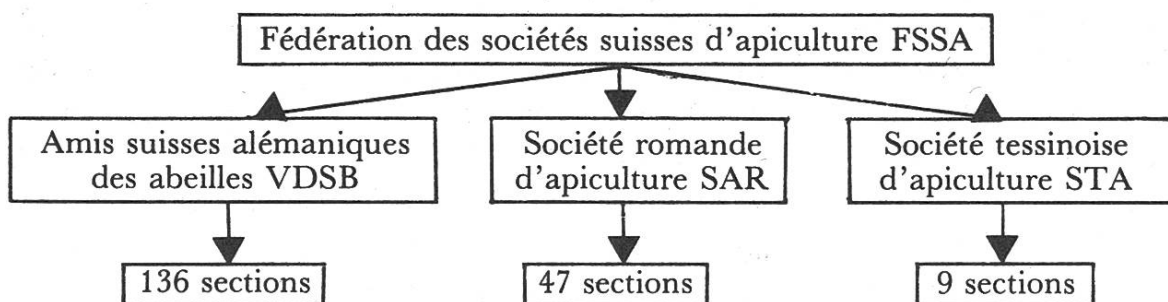 Fédération des sociétés suisses d'apiculture FSSA
Amis suisses alémaniques
des abeilles VDSB
Société romande
d'apiculture SAR
Société tessinoise
d'apiculture STA
136 sections
47 sections
9 sections